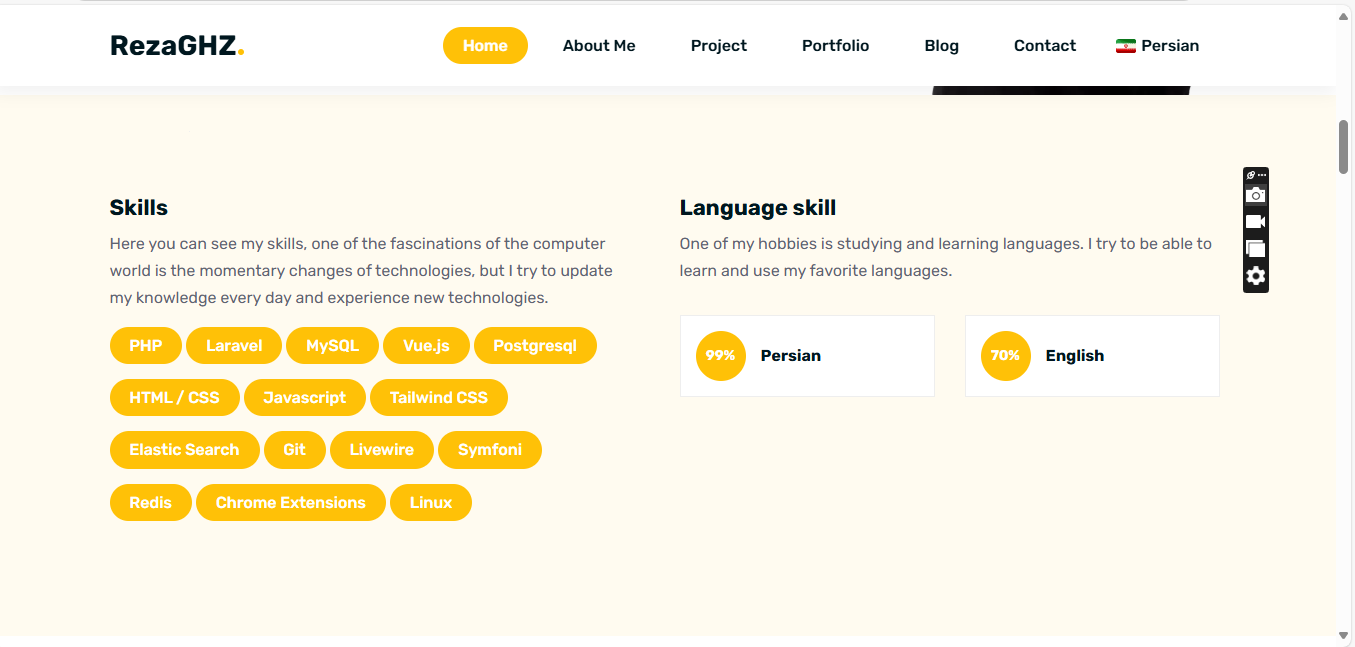 RezaGHZ.
Home About Me Project Portfolio Blog Contact Persian
Skills
Here you can see my skills, one of the fascinations of the computer
world is the momentary changes of technologies, but I try to update
my knowledge every day and experience new technologies.
PHP Laravel MySQL Vue.js Postgresql
HTML / CSS Javascript Tailwind CSS
Elastic Search Git Livewire Symfoni
Redis Chrome Extensions Linux
Language skill
One of my hobbies is studying and learning languages. I try to be able to
learn and use my favorite languages.
99% Persian
70% English